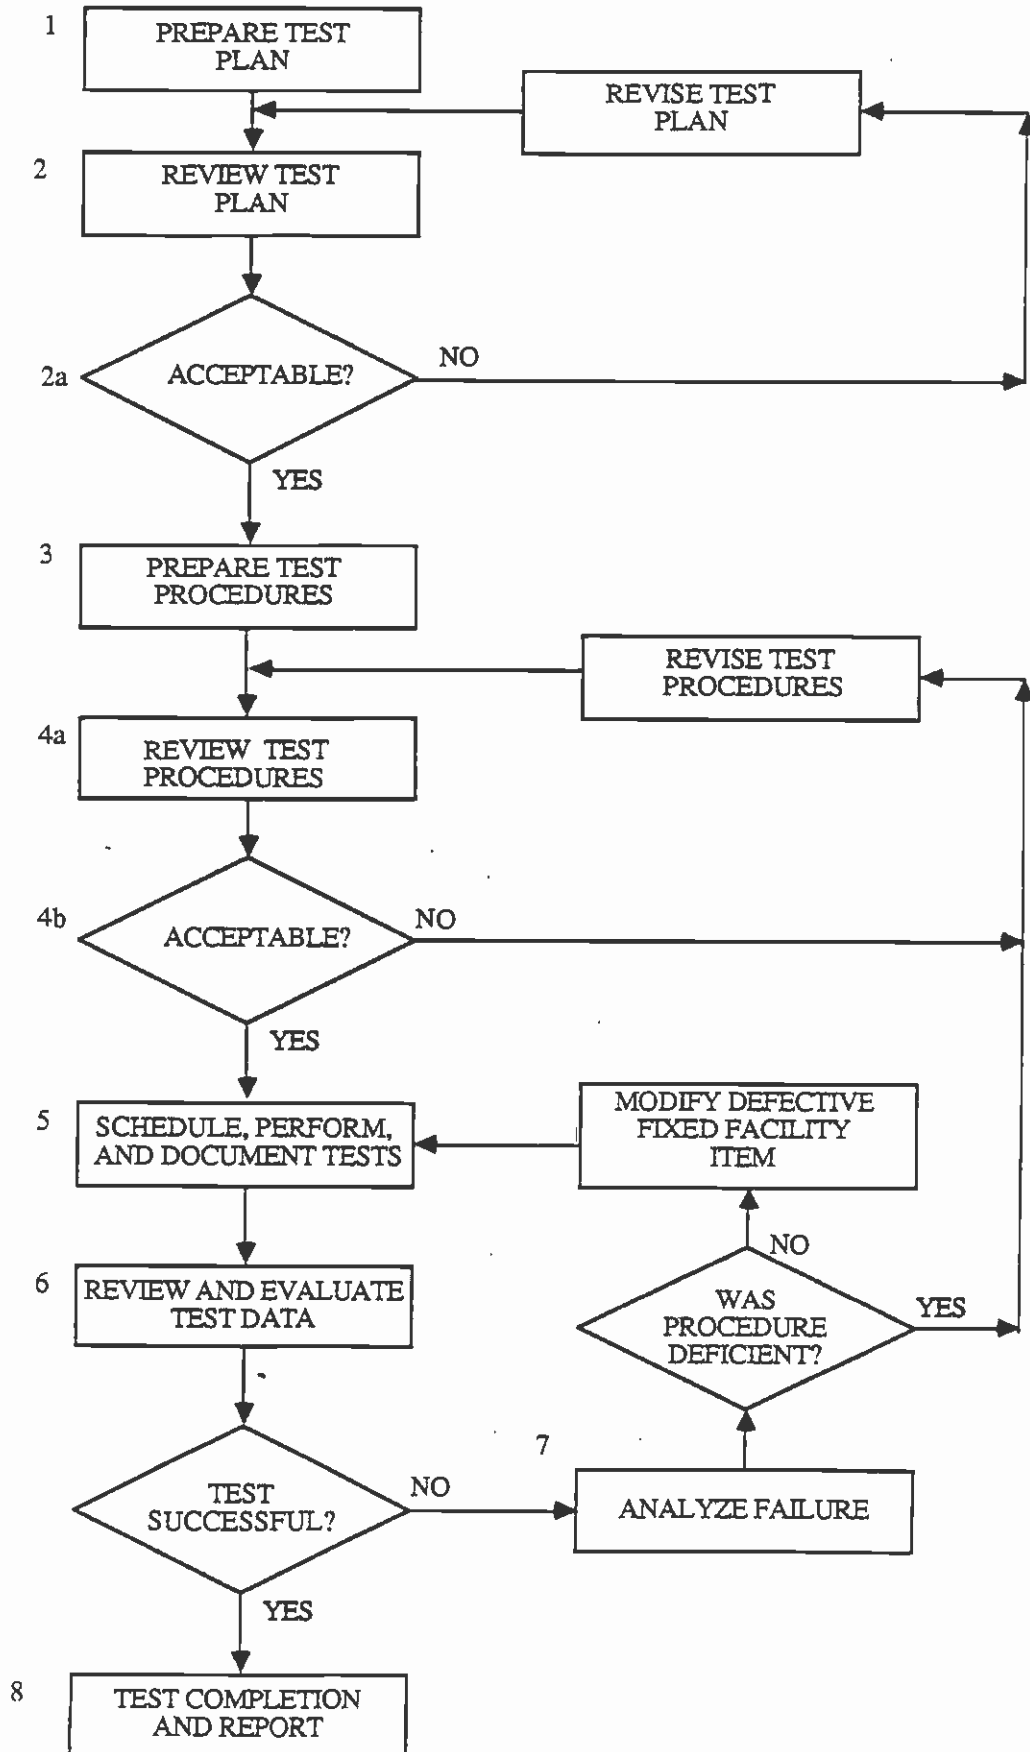 1
PREPARE TEST
PLAN
REVISE TEST
PLAN
2
REVIEW TEST
PLAN
2a
ACCEPTABLE?
NO
YES
3
PREPARE TEST
PROCEDURES
REVISE TEST
PROCEDURES
4a
REVIEW TEST
PROCEDURES
4b
ACCEPTABLE?
NO
YES
5
SCHEDULE, PERFORM,
AND DOCUMENT TESTS
MODIFY DEFECTIVE
FIXED FACILITY
ITEM
NO
6
REVIEW AND EVALUATE
TEST DATA
WAS
PROCEDURE
DEFICIENT?
YES
7
TEST
SUCCESSFUL?
NO
ANALYZE FAILURE
YES
8
TEST COMPLETION
AND REPORT